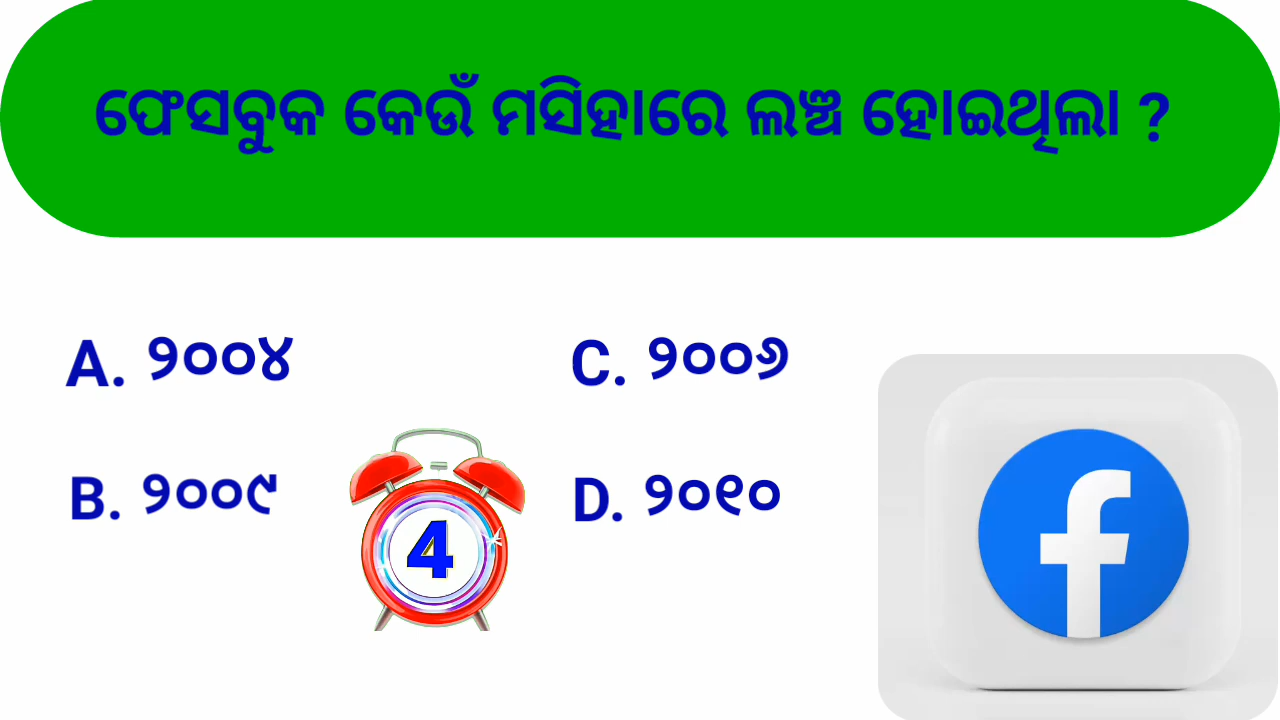 ଫେସବୁକ କେଉଁ ମସିହାରେ ଲଞ୍ଚ ହୋଇଥିଲା ?
A. ୨୦୦୪
C. ୨୦୦୬
B. ୨୦୦୯
D. ୨୦୧୦
4